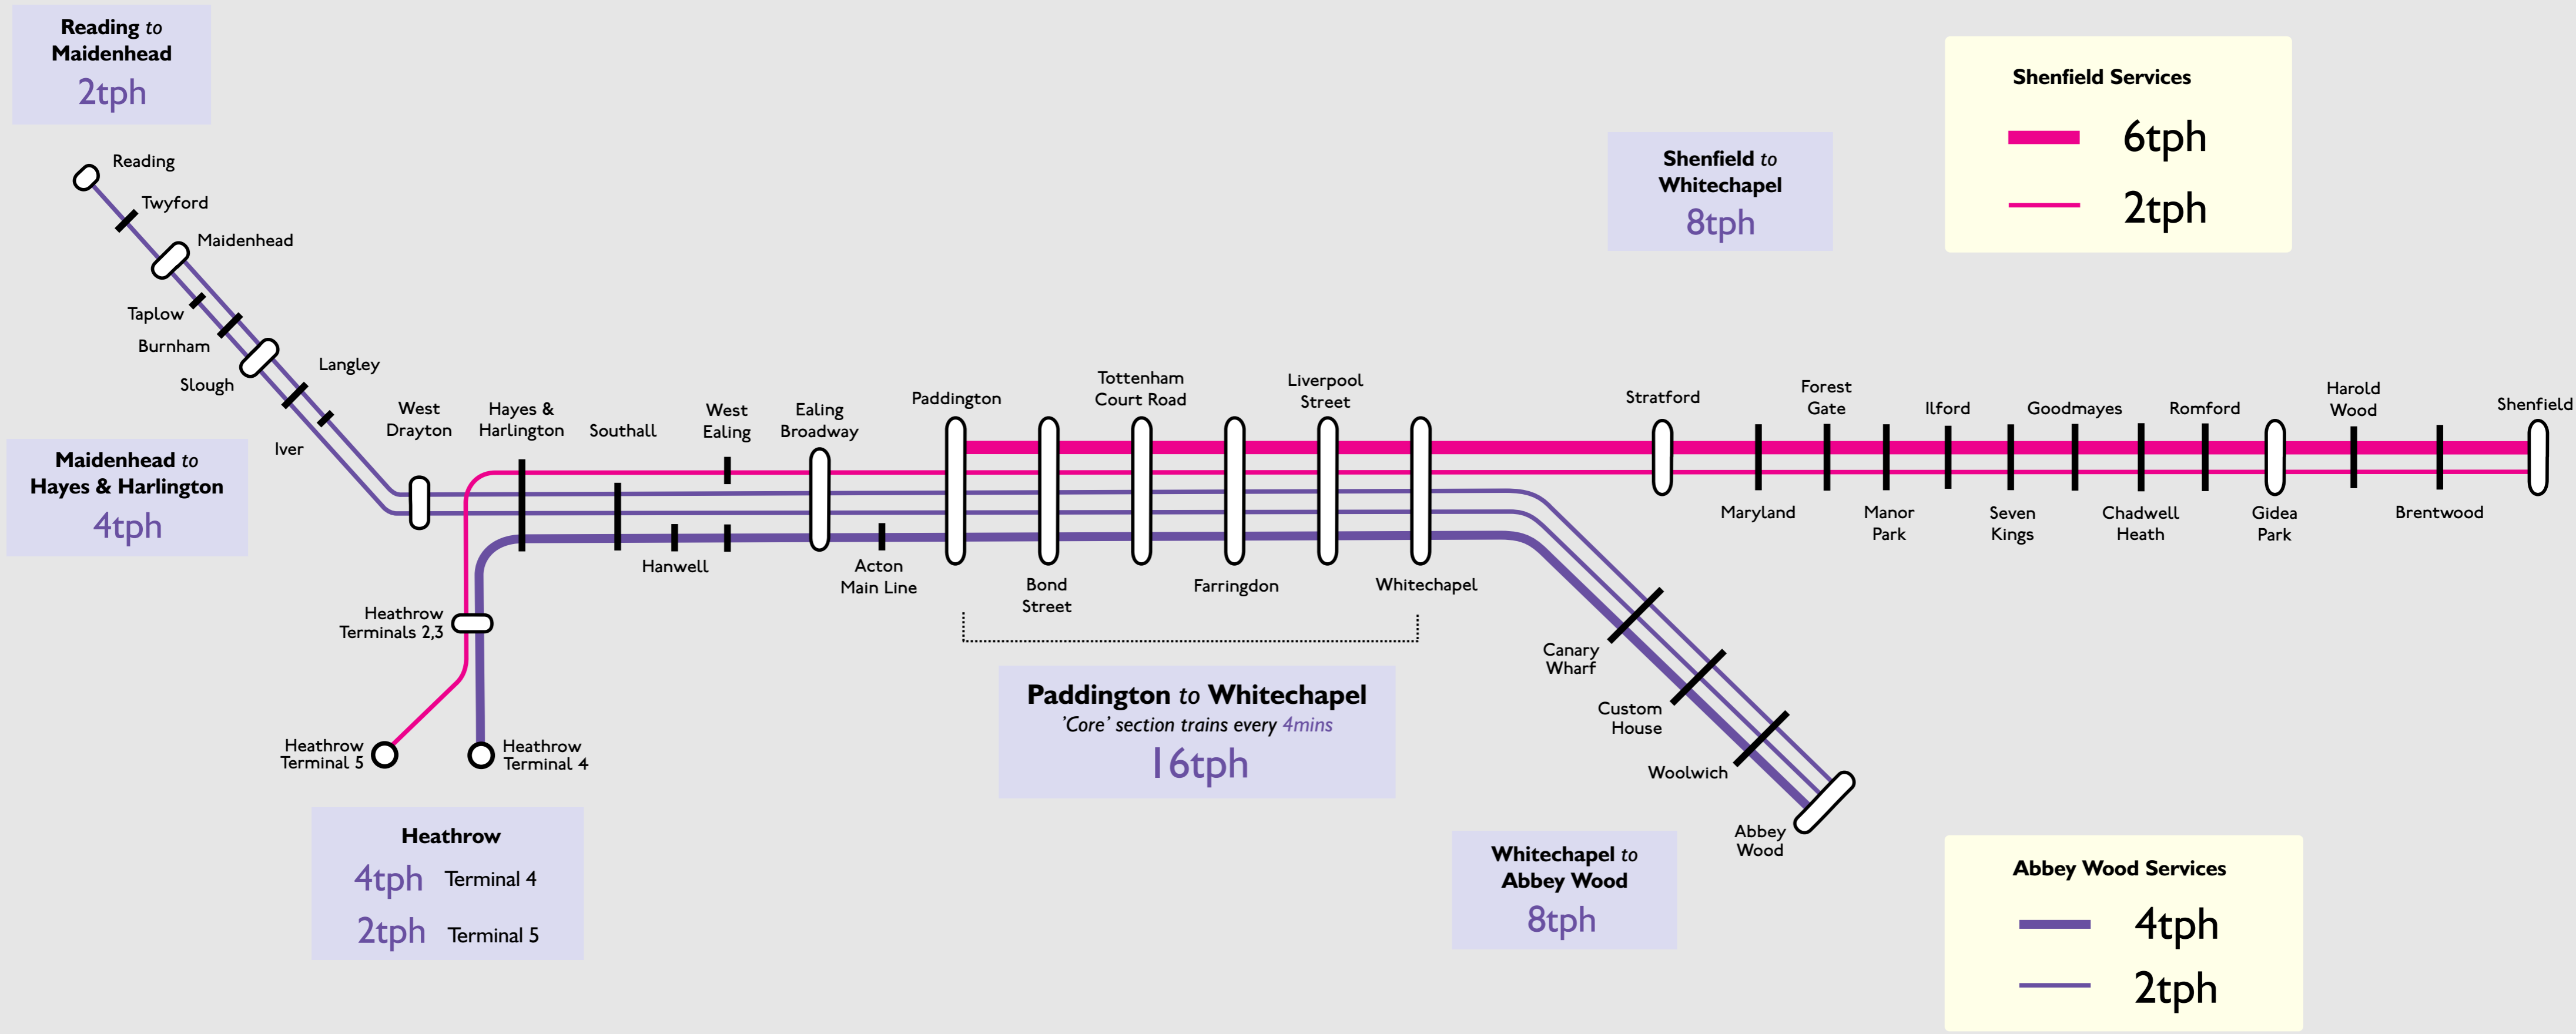 Reading to
Maidenhead
2tph
Shenfield Services
6tph
2tph
Shenfield to
Whitechapel
8tph
Reading
Twyford
Maidenhead
Taplow
Burnham
Slough
Langley
Iver
West
Drayton
Hayes &
Harlington
Southall
West
Ealing
Ealing
Broadway
Paddington
Tottenham
Court Road
Liverpool
Street
Stratford
Forest
Gate
Ilford
Goodmayes
Romford
Harold
Wood
Shenfield
Maidenhead to
Hayes & Harlington
4tph
Hanwell
Acton
Main Line
Bond
Street
Farringdon
Whitechapel
Maryland
Manor
Park
Seven
Kings
Chadwell
Heath
Gidea
Park
Brentwood
Heathrow
Terminals 2,3
Heathrow
Terminal 5
Heathrow
Terminal 4
Canary
Wharf
Custom
House
Woolwich
Abbey
Wood
Paddington to Whitechapel
'Core' section trains every 4mins
16tph
Heathrow
4tph Terminal 4
2tph Terminal 5
Whitechapel to
Abbey Wood
8tph
Abbey Wood Services
4tph
2tph